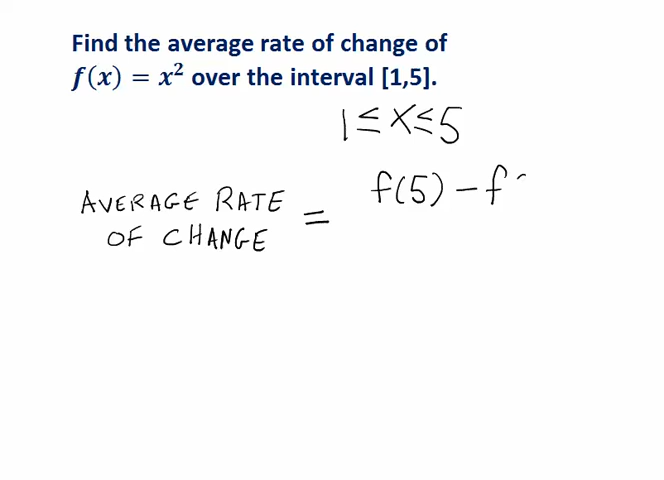 Find the average rate of change of
f(x) = x² over the interval [1,5].
1 ≤ x ≤ 5
AVERAGE RATE
OF CHANGE
=
f(5) - f